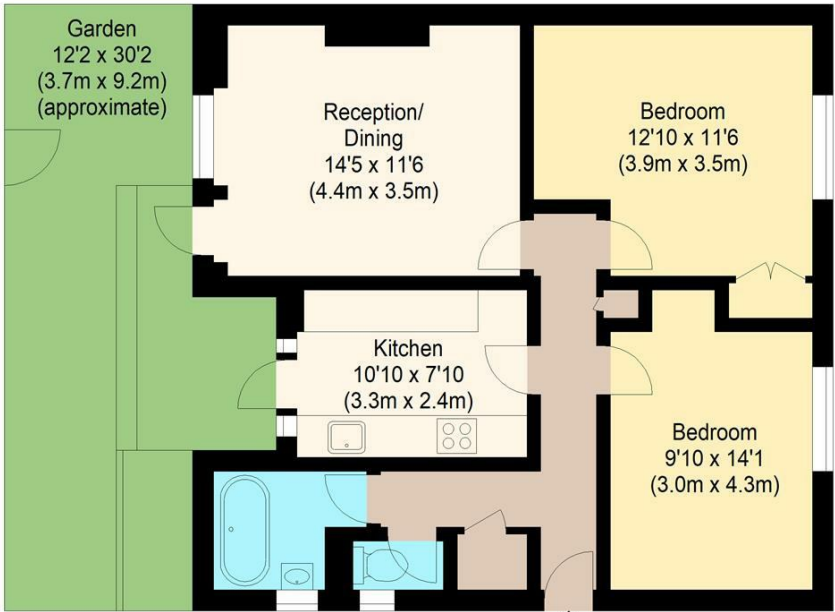 Garden
12'2 x 30'2
(3.7m x 9.2m)
(approximate)
Reception/
Dining
14'5 x 11'6
(4.4m x 3.5m)
Bedroom
12'10 x 11'6
(3.9m x 3.5m)
Kitchen
10'10 x 7'10
(3.3m x 2.4m)
Bedroom
9'10 x 14'1
(3.0m x 4.3m)